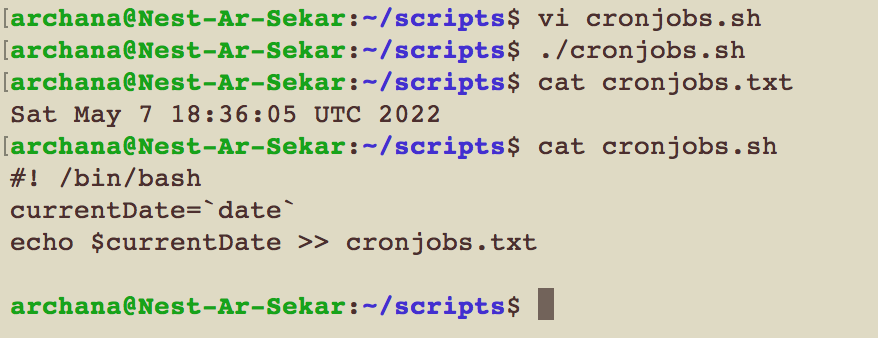 [archana@Nest-Ar-Sekar:~/scripts$ vi cronjobs.sh
[archana@Nest-Ar-Sekar:~/scripts$ ./cronjobs.sh
[archana@Nest-Ar-Sekar:~/scripts$ cat cronjobs.txt
Sat May 7 18:36:05 UTC 2022
[archana@Nest-Ar-Sekar:~/scripts$ cat cronjobs.sh
#! /bin/bash
currentDate=`date`
echo $currentDate >> cronjobs.txt
archana@Nest-Ar-Sekar:~/scripts$